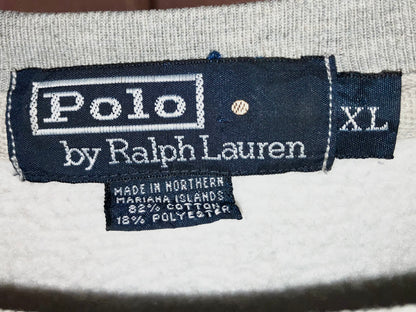 Polo
by Ralph Lauren
XL
MADE IN NORTHERN
MARIANA ISLANDS
82% COTTON
18% POLYESTER